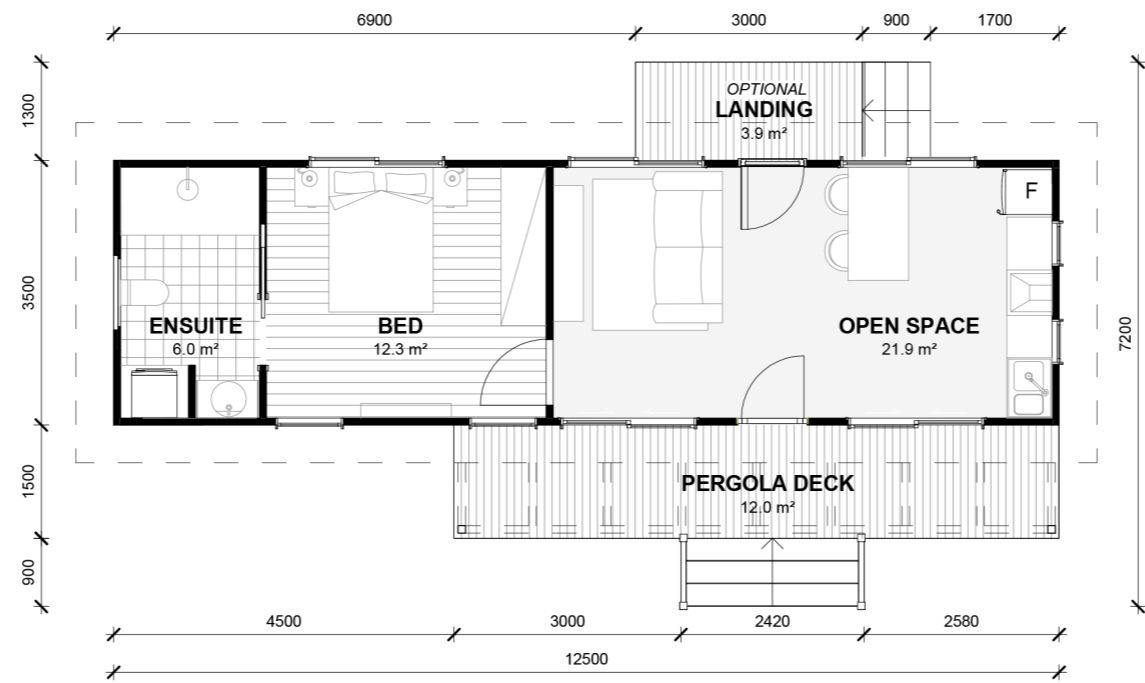 6900
3000
900
1700
1300
OPTIONAL
LANDING
3.9 m²
F
3500
ENSUITE
6.0 m²
BED
12.3 m²
OPEN SPACE
21.9 m²
7200
1500
PERGOLA DECK
12.0 m²
900
4500
3000
2420
2580
12500